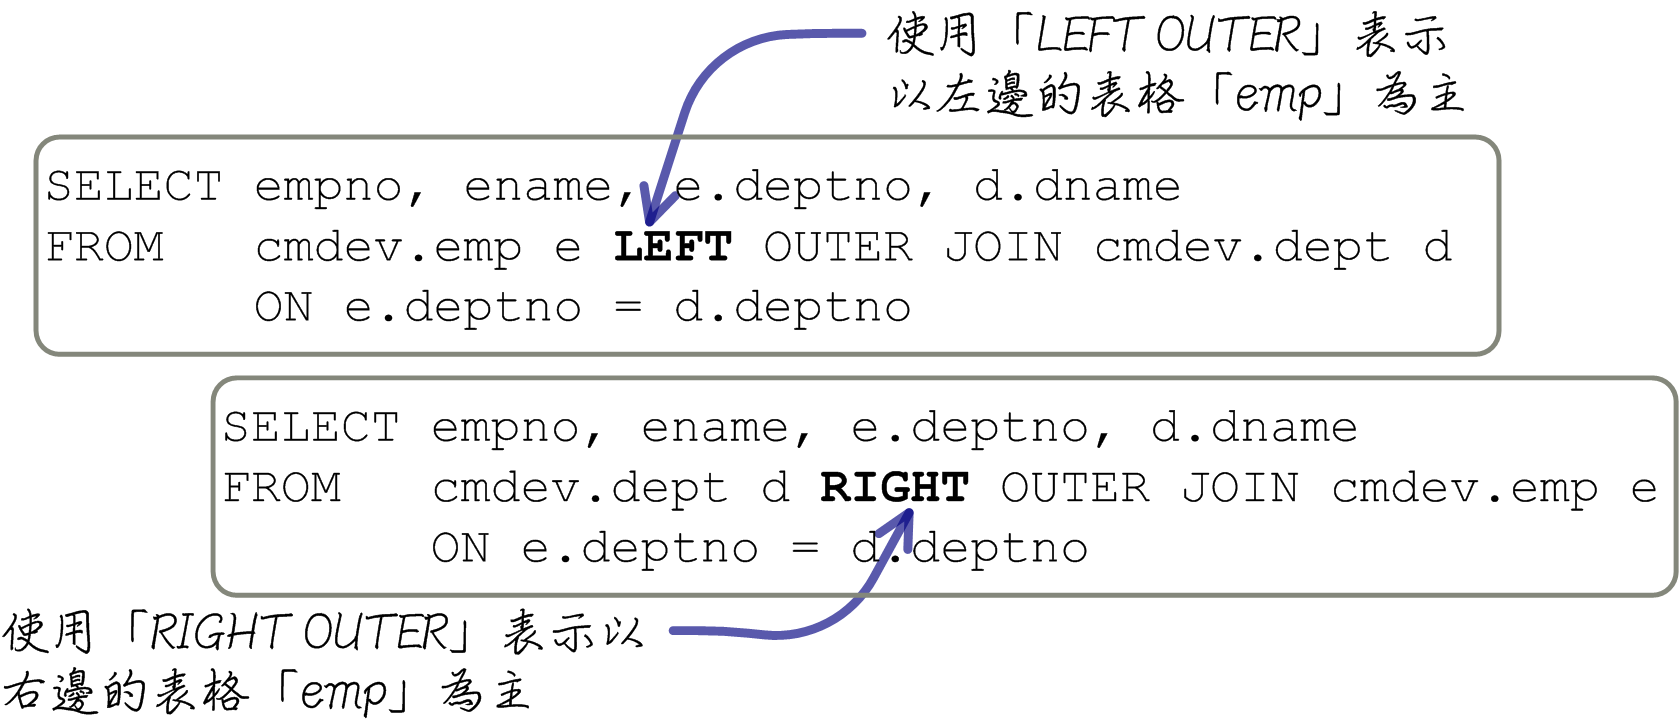 使用「LEFT OUTER」表示
以左邊的表格「emp」為主
SELECT empno, ename, e.deptno, d.dname
FROM cmdev.emp e LEFT OUTER JOIN cmdev.dept d
ON e.deptno = d.deptno
SELECT empno, ename, e.deptno, d.dname
FROM cmdev.dept d RIGHT OUTER JOIN cmdev.emp e
ON e.deptno = d.deptno
使用「RIGHT OUTER」表示以
右邊的表格「emp」為主